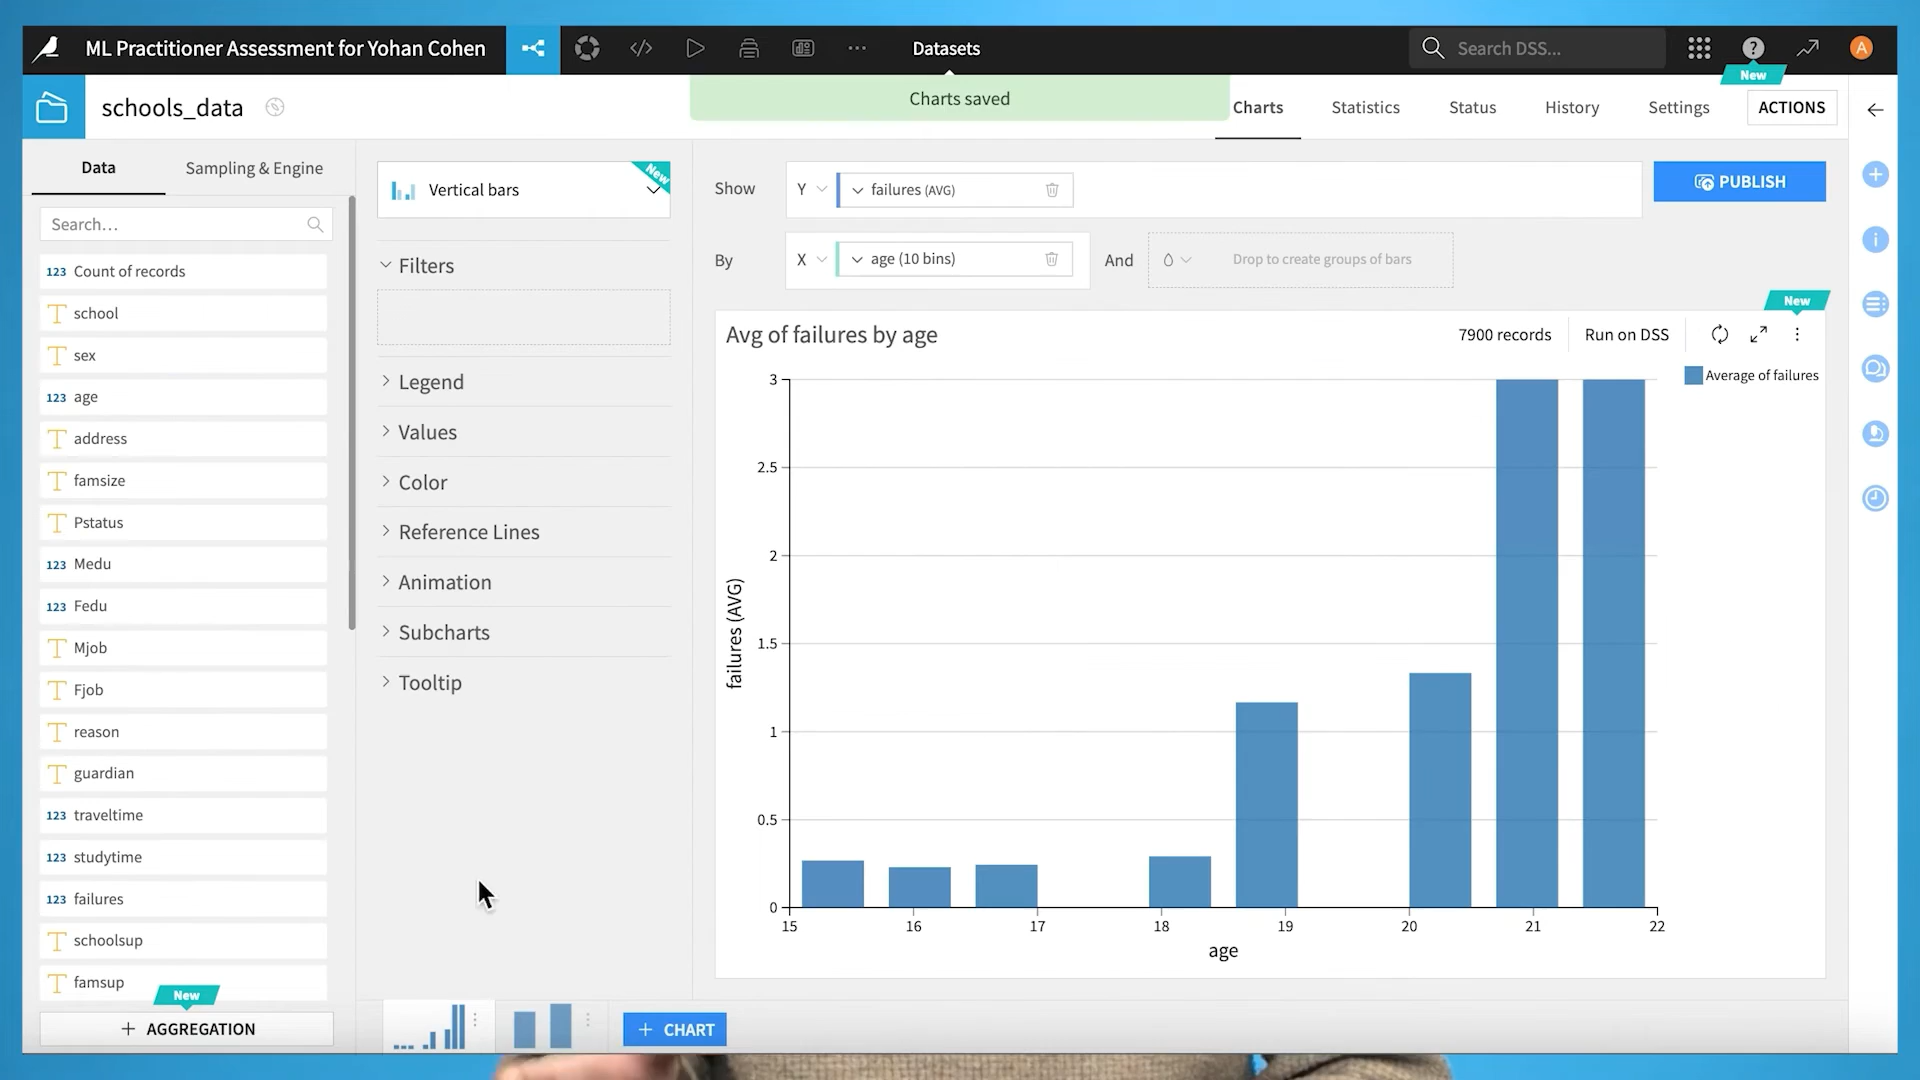 ML Practitioner Assessment for Yohan Cohen
Datasets
Search DSS...
A
New
schools_data
Charts saved
Charts
Statistics
Status
History
Settings
ACTIONS
Data
Sampling & Engine
Search...
123 Count of records
school
sex
123 age
address
famsize
Pstatus
123 Medu
123 Fedu
Mjob
Fjob
reason
guardian
123 traveltime
123 studytime
123 failures
schoolsup
famsup
New
+ AGGREGATION
Vertical bars
New
Filters
Legend
Values
Color
Reference Lines
Animation
Subcharts
Tooltip
Show
Y
failures (AVG)
PUBLISH
By
X
age (10 bins)
And
Drop to create groups of bars
New
Avg of failures by age
7900 records
Run on DSS
Average of failures
3
2.5
2
1.5
1
0.5
0
failures (AVG)
15 16 17 18 19 20 21 22
age
+ CHART